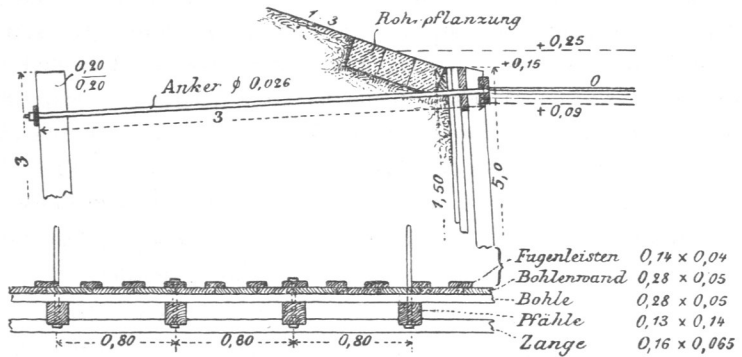 1 : 3
Rohrpflanzung
+ 0,25
+ 0,15
0,20
0,20
Anker ϕ 0,026
0
3
+ 0,09
3
1,50
5,0
Fugenleisten 0,14 × 0,04
Bohlenwand 0,28 × 0,05
Bohle 0,28 × 0,05
Pfähle 0,13 × 0,14
Zange 0,16 × 0,065
0,80 0,80 0,80